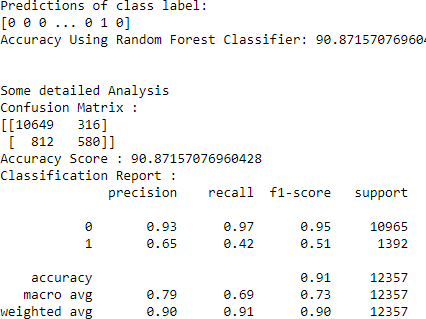 Predictions of class label:
[0 0 0 ... 0 1 0]
Accuracy Using Random Forest Classifier: 90.871570769604
Some detailed Analysis
Confusion Matrix :
[[10649   316]
 [  812   580]]
Accuracy Score : 90.87157076960428
Classification Report :
              precision    recall  f1-score   support
           0       0.93      0.97      0.95     10965
           1       0.65      0.42      0.51      1392
    accuracy                           0.91     12357
   macro avg       0.79      0.69      0.73     12357
weighted avg       0.90      0.91      0.90     12357